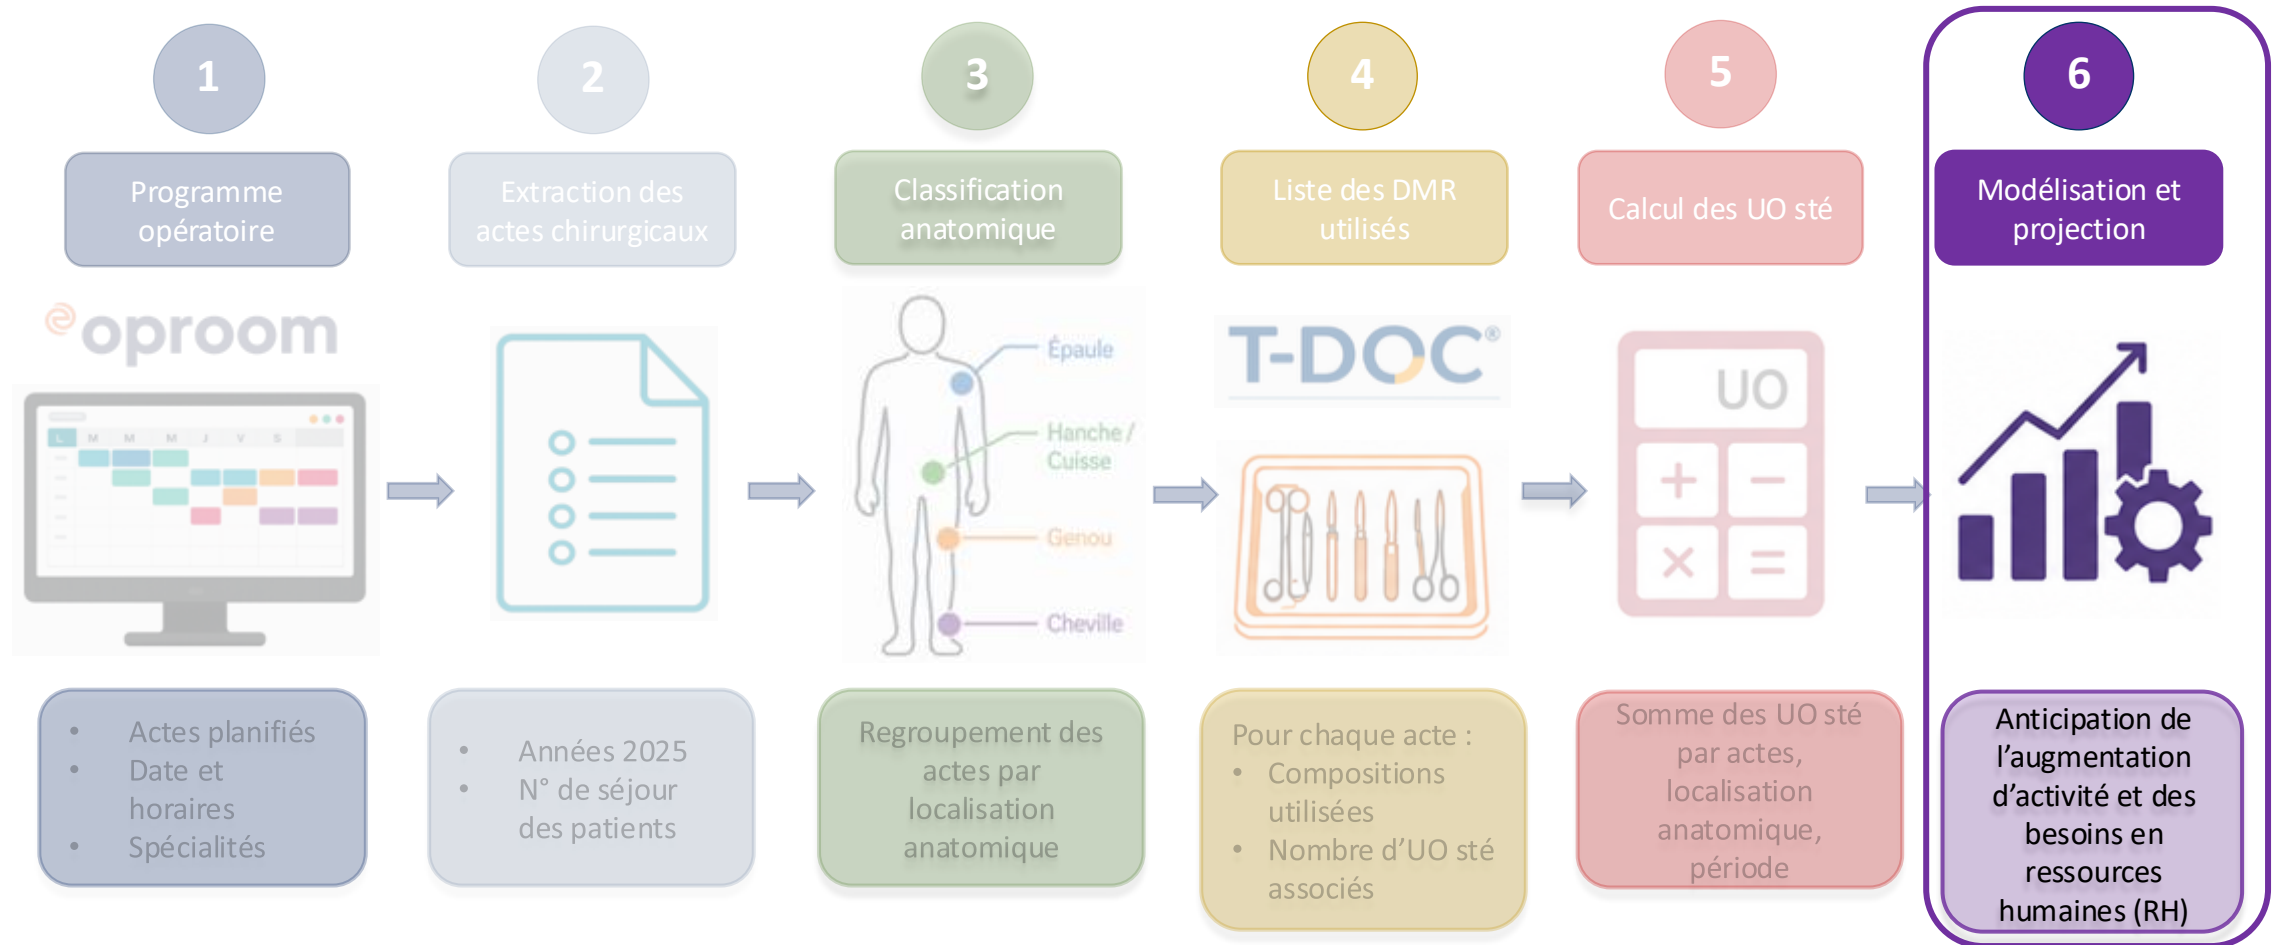 1
2
3
4
5
6
Programme
opératoire
Extraction des
actes chirurgicaux
Classification
anatomique
Liste des DMR
utilisés
Calcul des UO sté
Modélisation et
projection
oproom
L M M M J V S
Épaule
Hanche /
Cuisse
Genou
Cheville
T-DOC®
UO
+ −
× =
• Actes planifiés
• Date et
horaires
• Spécialités
• Années 2025
• N° de séjour
des patients
Regroupement des
actes par
localisation
anatomique
Pour chaque acte :
• Compositions
utilisées
• Nombre d’UO sté
associés
Somme des UO sté
par actes,
localisation
anatomique,
période
Anticipation de
l’augmentation
d’activité et des
besoins en
ressources
humaines (RH)